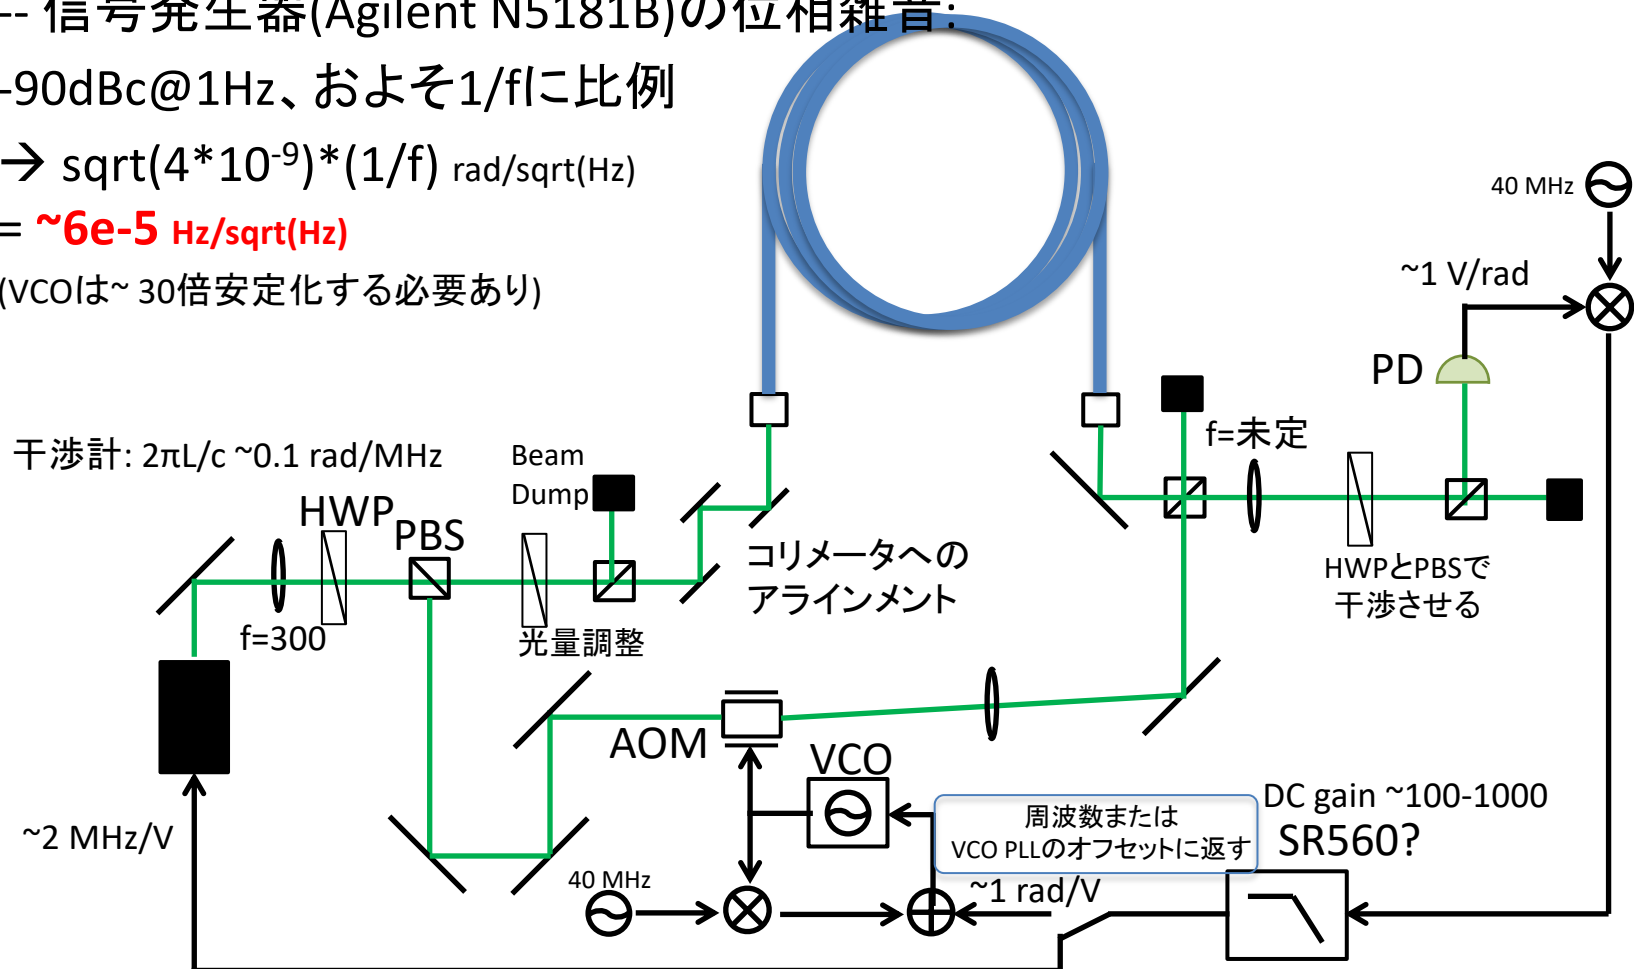 -- 信号発生器(Agilent N5181B)の位相雑音:
-90dBc@1Hz、およそ1/fに比例
→ sqrt(4*10⁻⁹)*(1/f) rad/sqrt(Hz)
= ~6e-5 Hz/sqrt(Hz)
(VCOは~ 30倍安定化する必要あり)
40 MHz
~1 V/rad
PD
干渉計: 2πL/c ~0.1 rad/MHz
Beam
Dump
f=未定
HWP
PBS
コリメータへの
アラインメント
HWPとPBSで
干渉させる
f=300
光量調整
AOM
VCO
~2 MHz/V
周波数または
VCO PLLのオフセットに返す
DC gain ~100-1000
SR560?
40 MHz
~1 rad/V